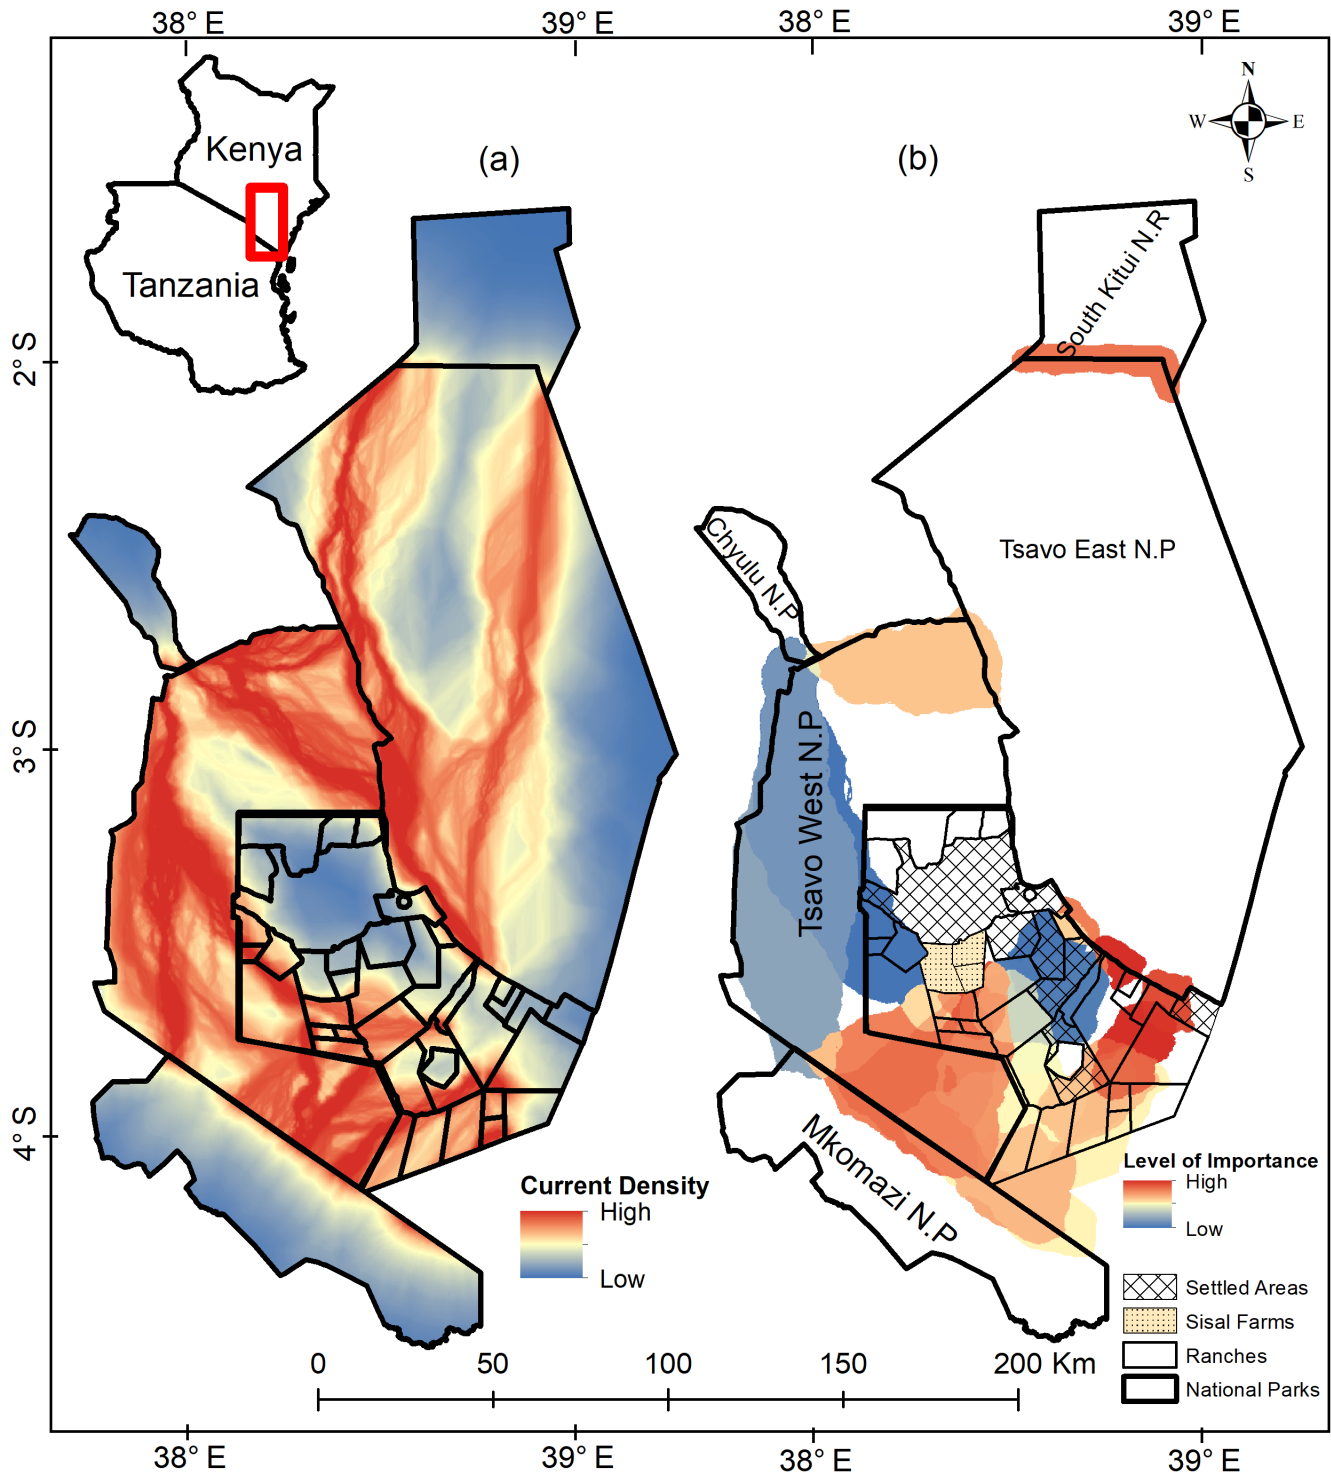 38° E
39° E
38° E
39° E
N
W
E
S
Kenya
Tanzania
(a)
(b)
2°S
3°S
4°S
South Kitui N.R
Tsavo East N.P
Chyulu N.P
Tsavo West N.P
Mkomazi N.P
Current Density
High
Low
Level of Importance
High
Low
Settled Areas
Sisal Farms
Ranches
National Parks
0
50
100
150
200 Km
38° E
39° E
38° E
39° E